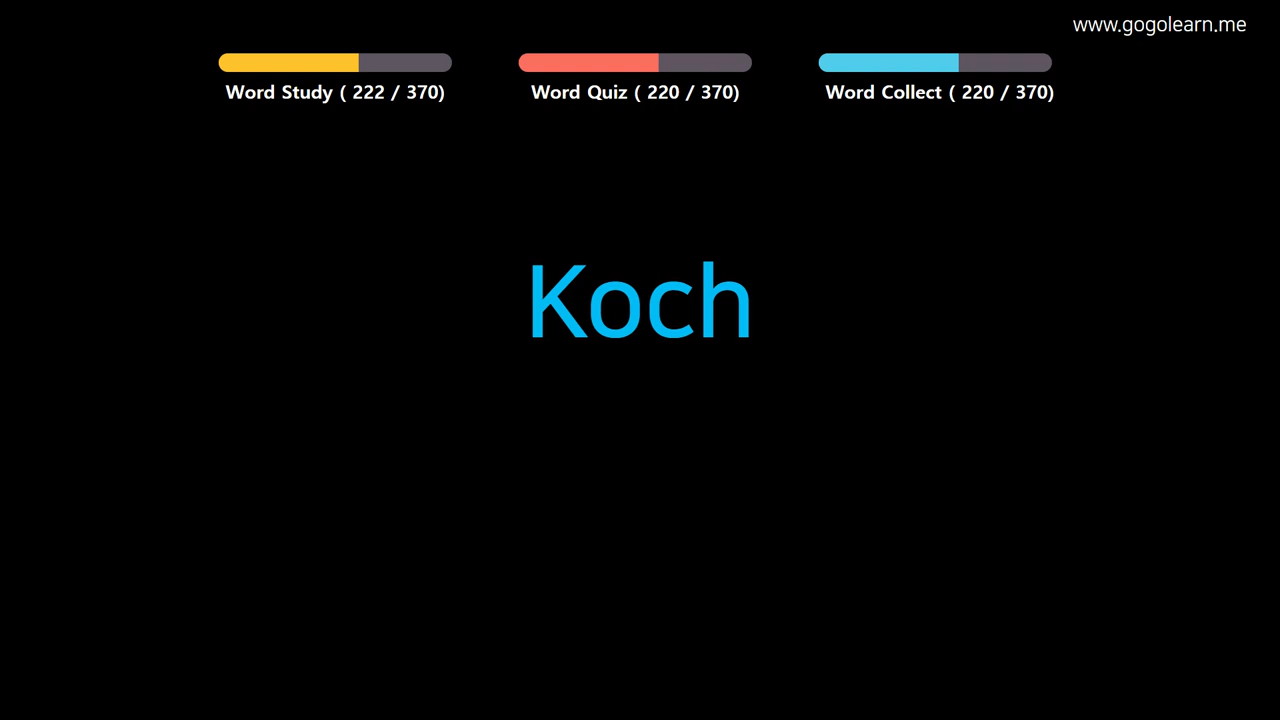 www.gogolearn.me
Word Study ( 222 / 370)
Word Quiz ( 220 / 370)
Word Collect ( 220 / 370)
Koch